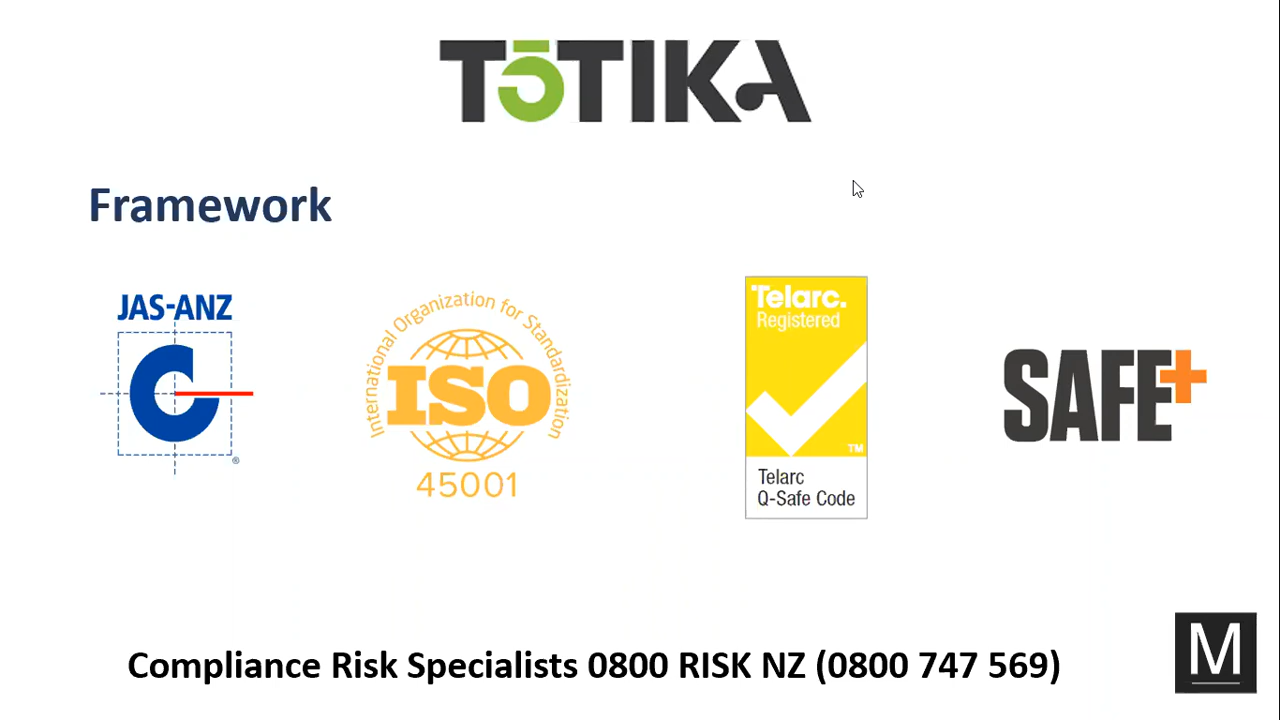 TŌTIKA
Framework
JAS-ANZ
®
International Organization for Standardization
ISO
45001
Telarc.
Registered
TM
Telarc
Q-Safe Code
SAFE+
Compliance Risk Specialists 0800 RISK NZ (0800 747 569)
M